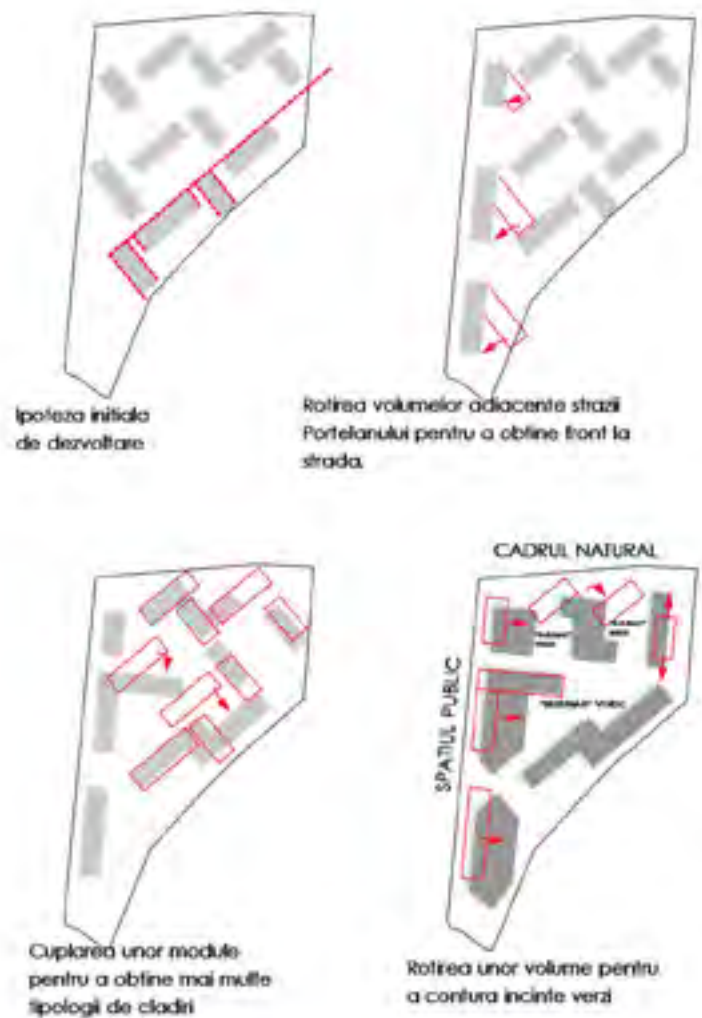 Ipoteza initiala
de dezvoltare
Rotirea volumelor adiacente strazii
Portelanului pentru a obtine front la
strada.
CADRUL NATURAL
SPATIUL PUBLIC
VERDE
Cuplarea unor module
pentru a obtine mai multe
tipologii de cladiri
Rotirea unor volume pentru
a contura incinte verzi